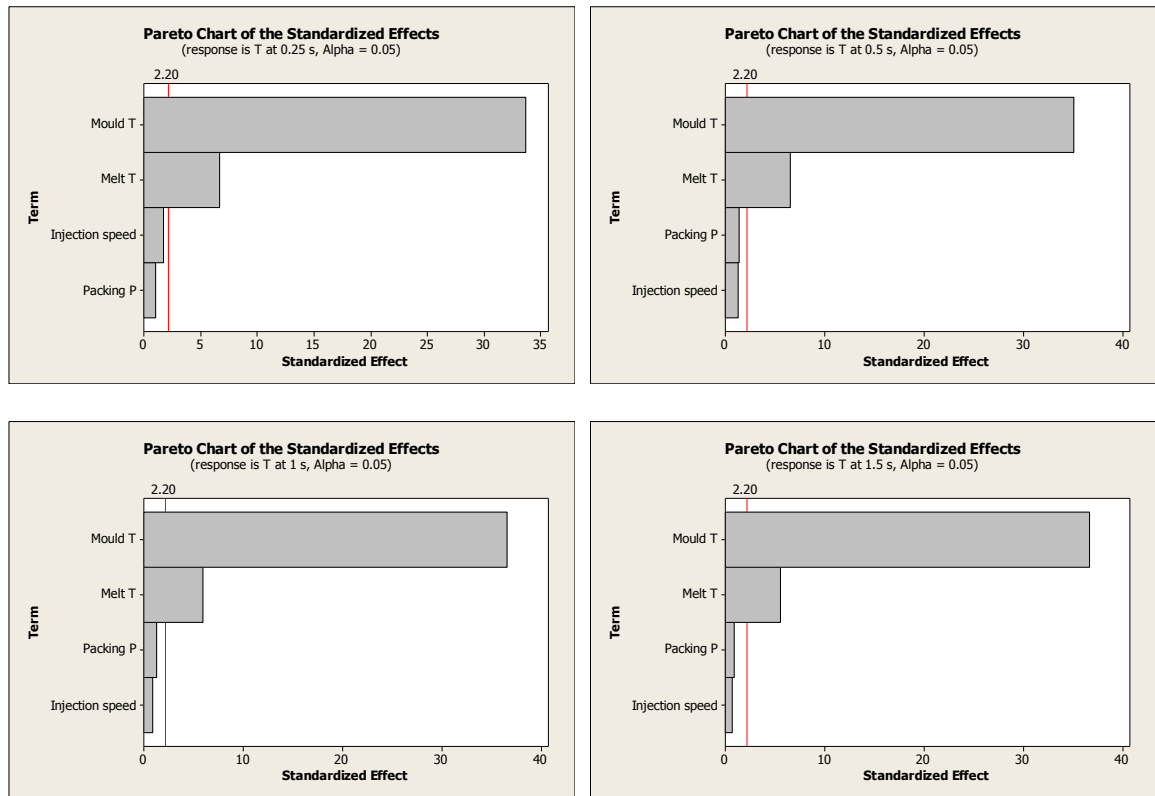 Pareto Chart of the Standardized Effects
(response is T at 0.25 s, Alpha = 0.05)
2.20
Term
Mould T
Melt T
Injection speed
Packing P
0 5 10 15 20 25 30 35
Standardized Effect
Pareto Chart of the Standardized Effects
(response is T at 0.5 s, Alpha = 0.05)
2.20
Term
Mould T
Melt T
Packing P
Injection speed
0 10 20 30 40
Standardized Effect
Pareto Chart of the Standardized Effects
(response is T at 1 s, Alpha = 0.05)
2.20
Term
Mould T
Melt T
Packing P
Injection speed
0 10 20 30 40
Standardized Effect
Pareto Chart of the Standardized Effects
(response is T at 1.5 s, Alpha = 0.05)
2.20
Term
Mould T
Melt T
Packing P
Injection speed
0 10 20 30 40
Standardized Effect